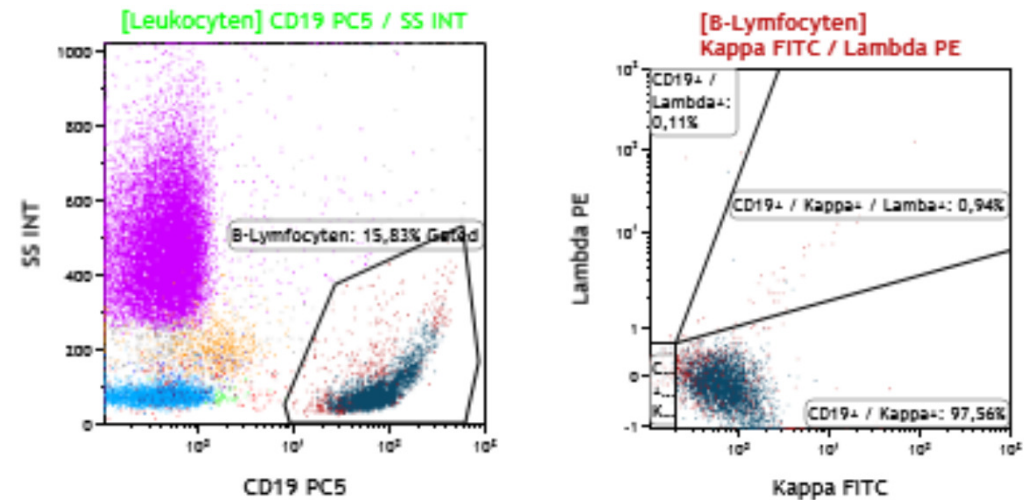 [Leukocyten] CD19 PC5 / SS INT
1000
800
600
400
200
0
SS INT
B-Lymfocyten: 15,83% Gated
CD19 PC5
[B-Lymfocyten]
Kappa FITC / Lambda PE
CD19+ /
Lambda+:
0,11%
CD19+ / Kappa+ / Lamba+: 0,94%
Lambda PE
10¹
1
0
-1
C...
K...
CD19+ / Kappa+: 97,56%
Kappa FITC